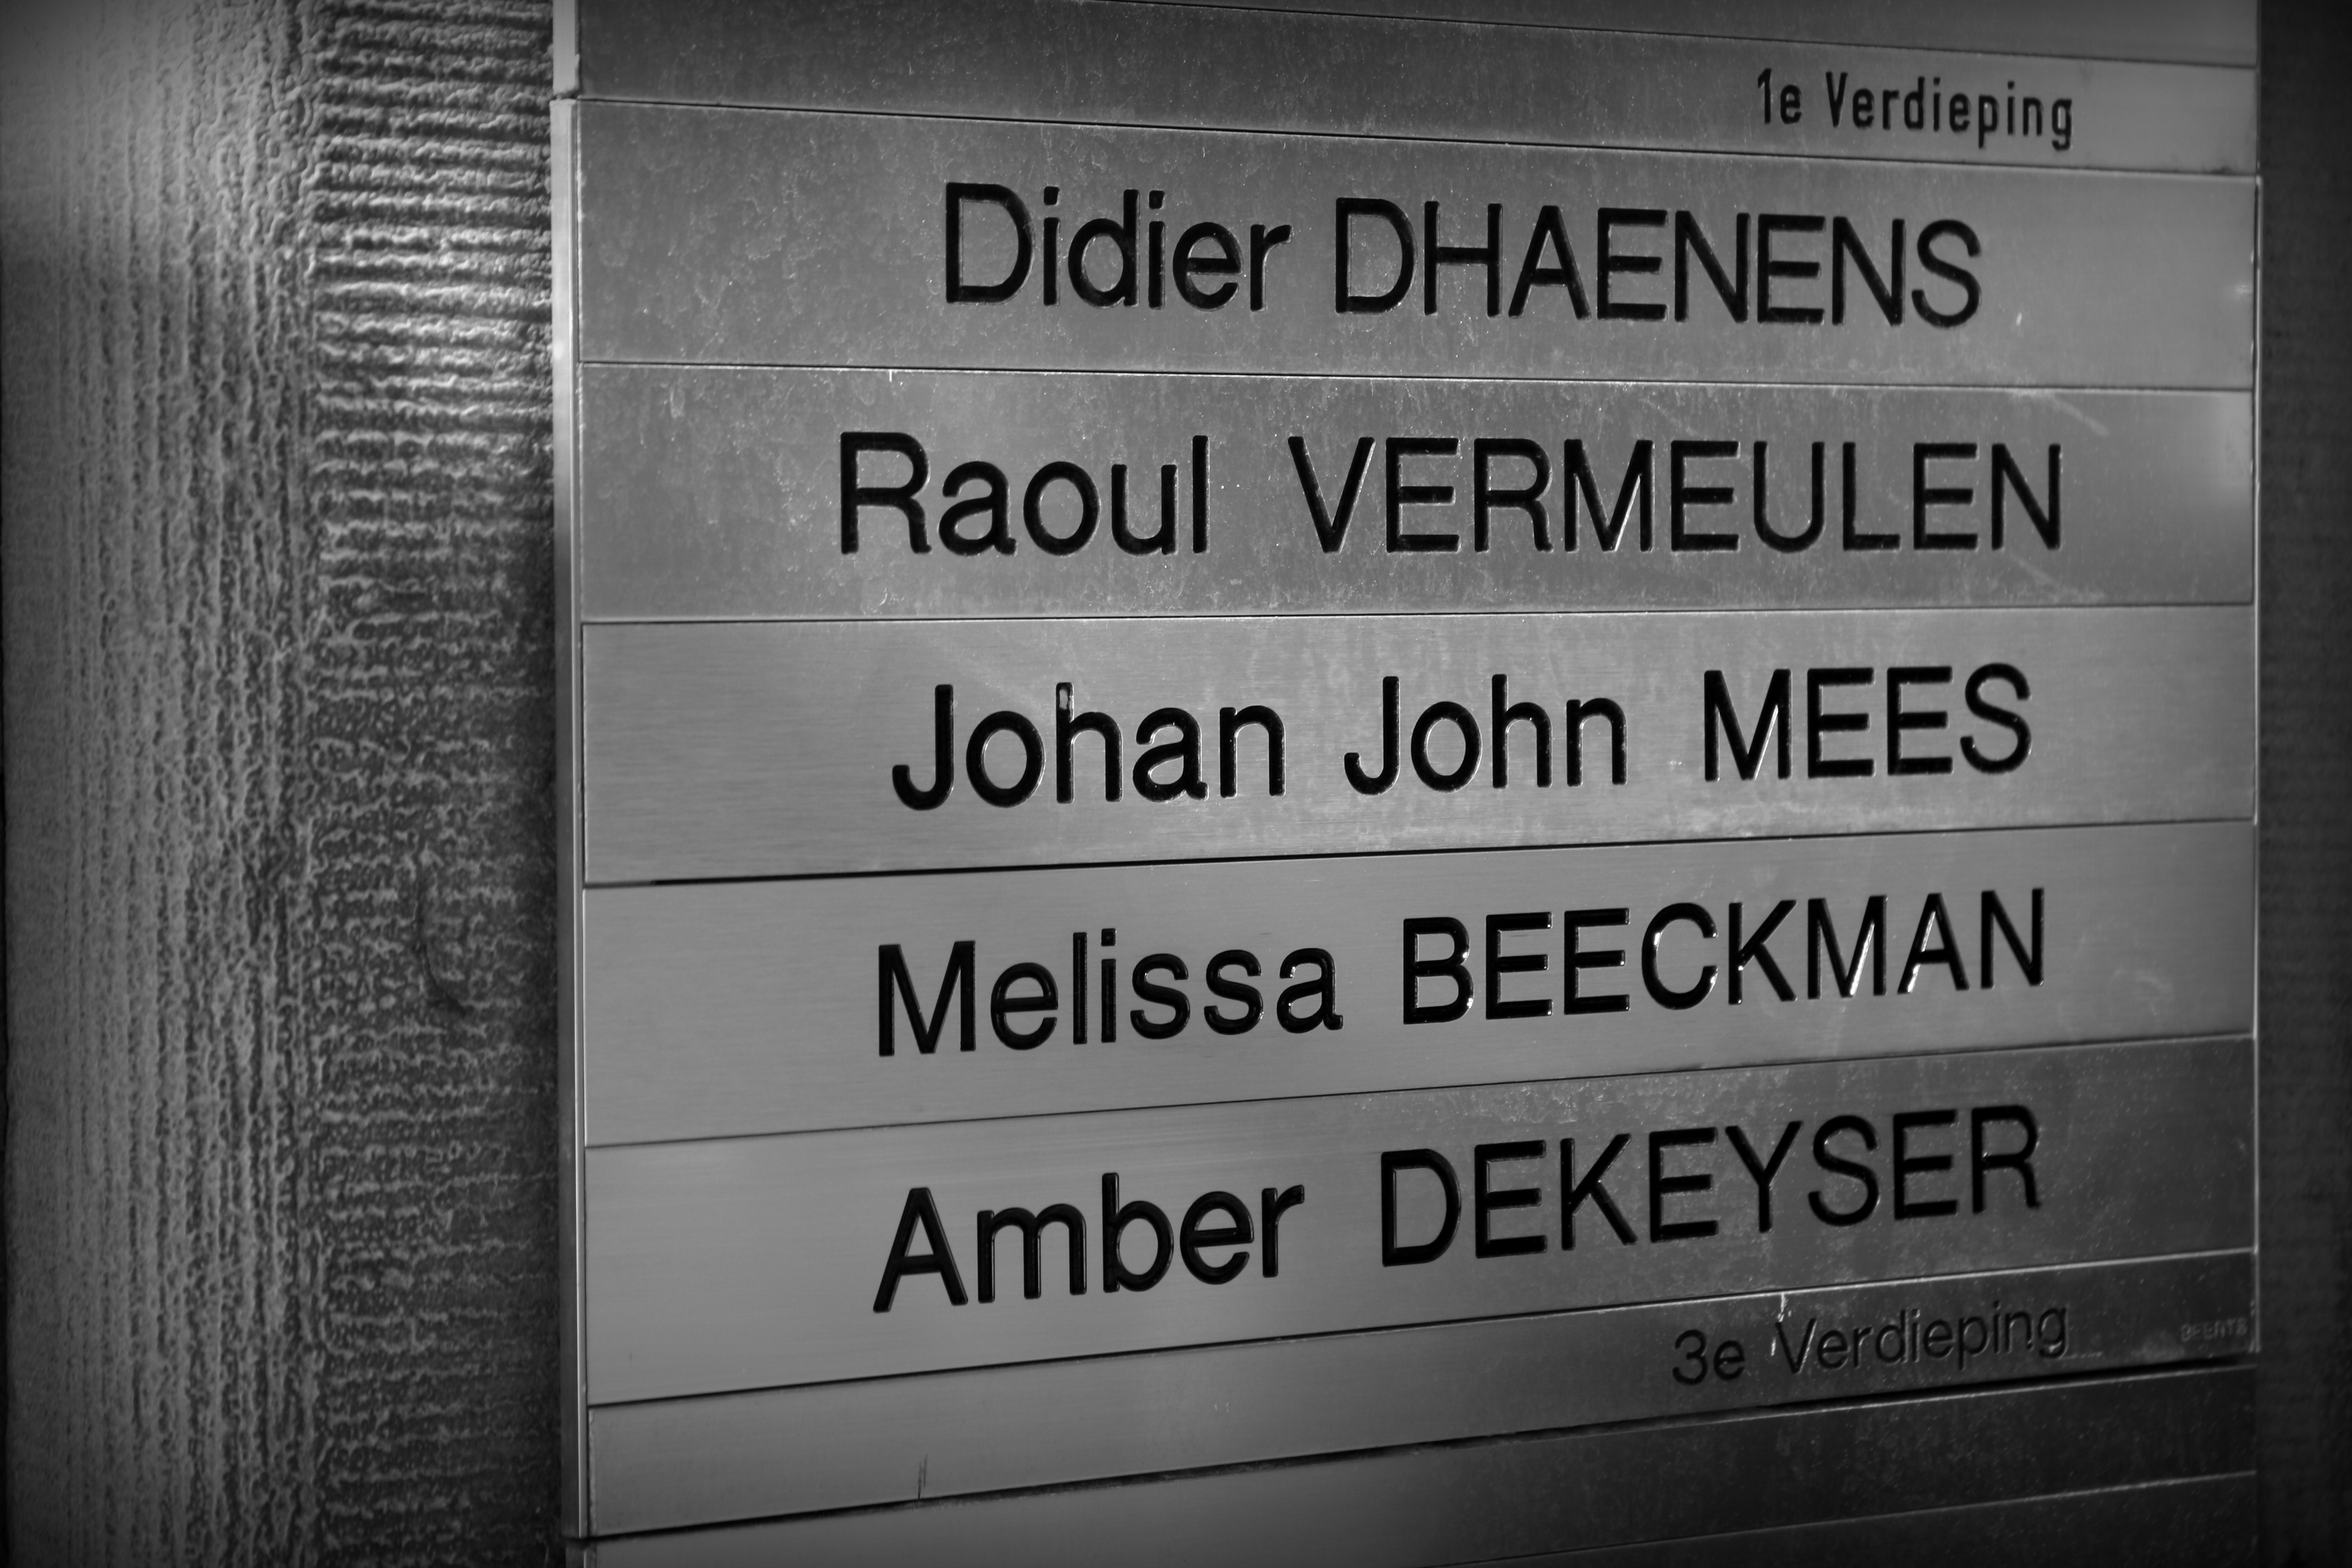 1e Verdieping
Didier DHAENENS
Raoul VERMEULEN
Johan John MEES
Melissa BEECKMAN
Amber DEKEYSER
3e Verdieping